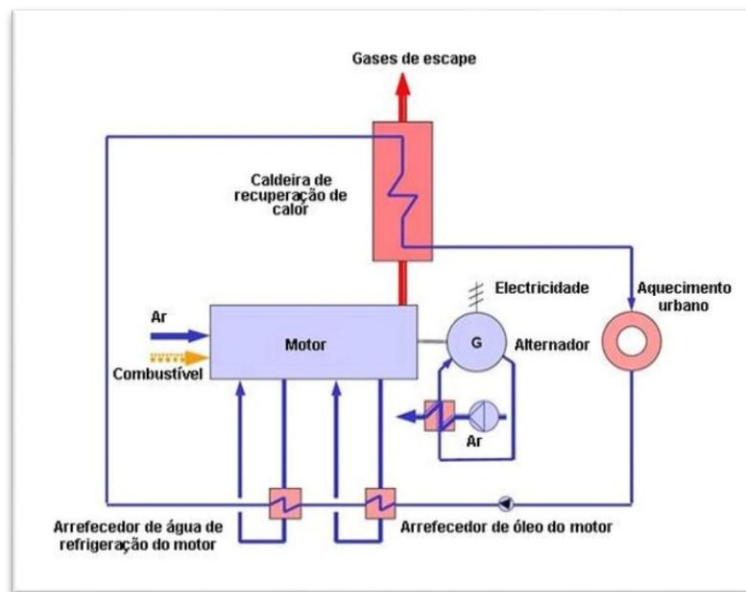 Gases de escape
Caldeira de
recuperação de
calor
Electricidade
Aquecimento
urbano
Ar
Motor
G
Alternador
Combustível
Ar
Arrefecedor de água de
refrigeração do motor
Arrefecedor de óleo do motor